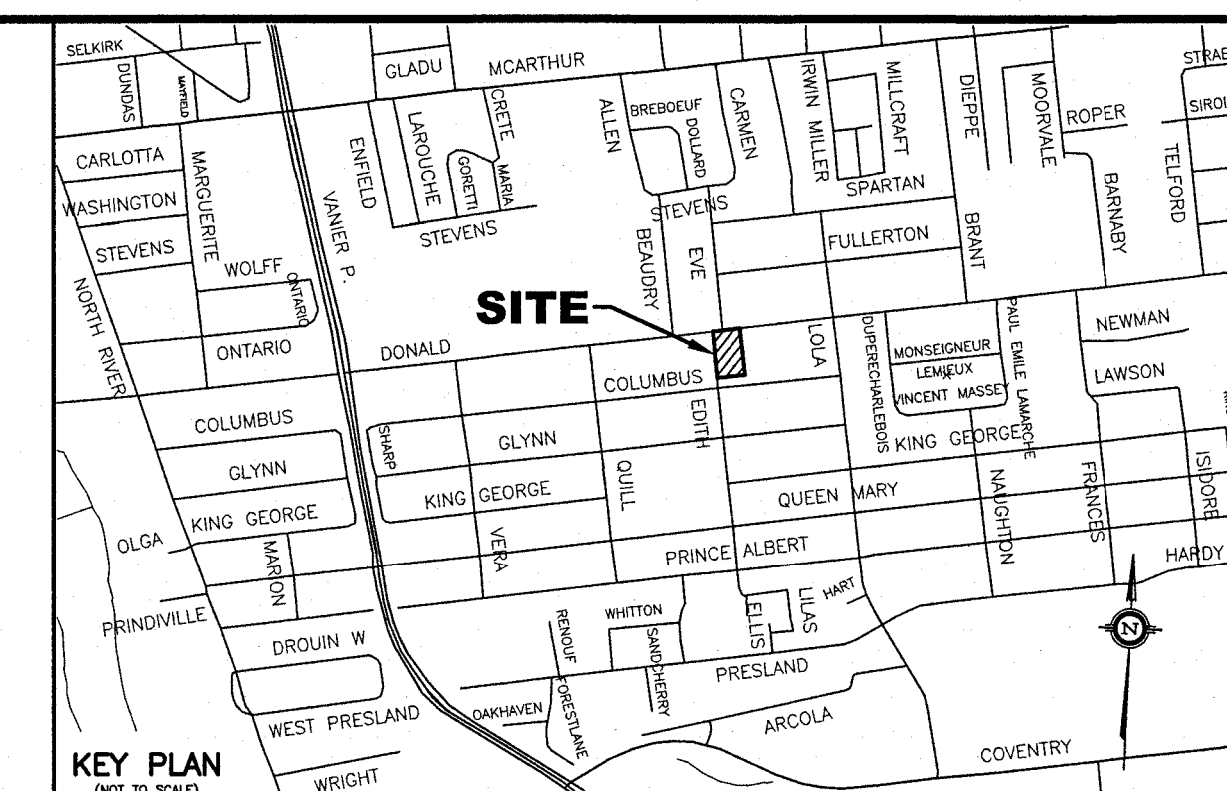 SELKIRK
DUNDAS
MAYFIELD
GLADU
MCARTHUR
CARLOTTA
WASHINGTON
STEVENS
MARGUERITE
WOLFF
ONTARIO
ONTARIO
NORTH RIVER
VANIER P.
ENFIELD
LAROUCHE
CRETE
GORETTI
MARIA
STEVENS
ALLEN
BREBOEUF
DOLLARD
CARMEN
STEVENS
BEAUDRY
EVE
IRWIN MILLER
MILLCRAFT
SPARTAN
FULLERTON
DIEPPE
BRANT
MOORVALE
ROPER
BARNABY
TELFORD
SITE
DONALD
COLUMBUS
LOLA
DUPERECHARLEBOIS
MONSEIGNEUR
LEMIEUX
VINCENT MASSEY
PAUL EMILE LAMARCHE
NEWMAN
LAWSON
COLUMBUS
GLYNN
KING GEORGE
SHARP
GLYNN
KING GEORGE
QUILL
EDITH
KING GEORGE
QUEEN MARY
NAUGHTON
FRANCES
ISIDORE
OLGA
MARION
VERA
PRINCE ALBERT
HARDY
PRINDIVILLE
DROUIN W
WEST PRESLAND
WRIGHT
RENOUF
WHITTON
SANDCHERRY
ELLIS
LILAS
HART
OAKHAVEN
FORESTLANE
PRESLAND
ARCOLA
COVENTRY
N
KEY PLAN
(NOT TO SCALE)